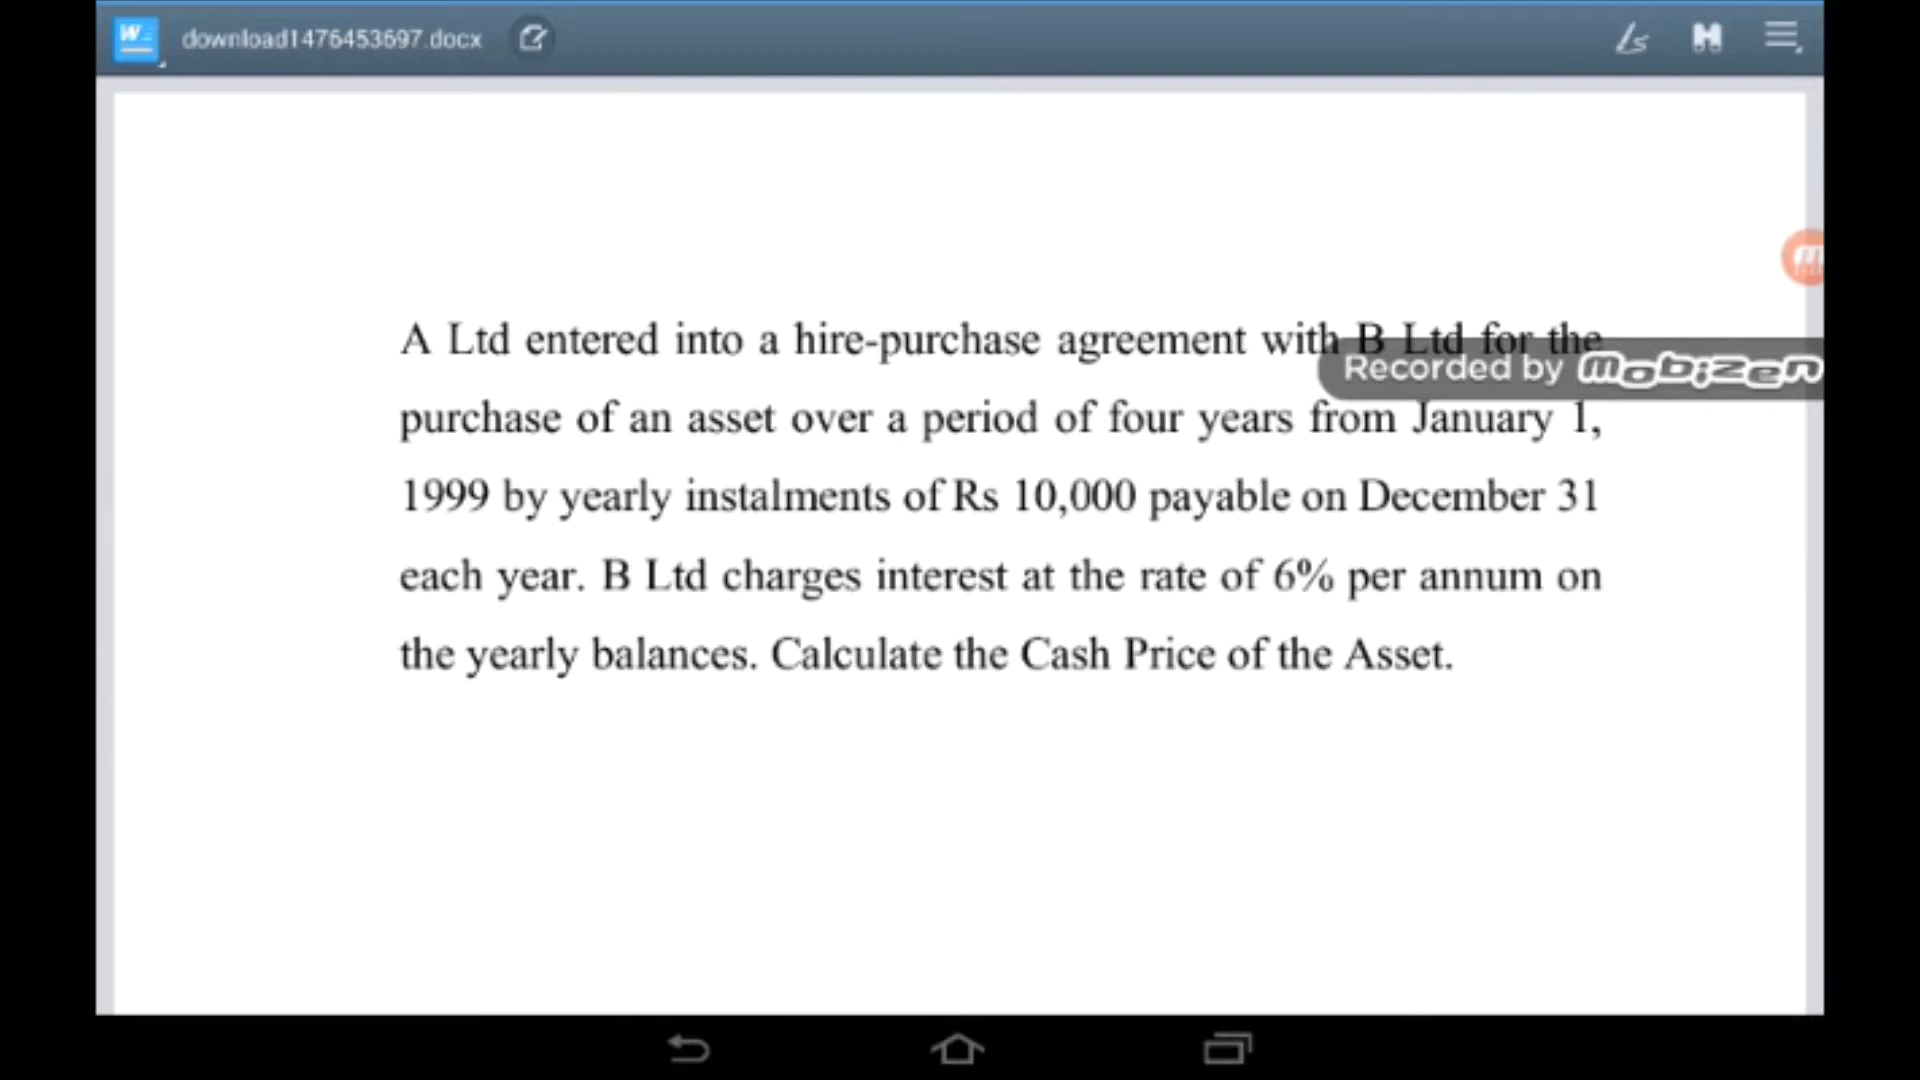 download1476453697.docx
A Ltd entered into a hire-purchase agreement with B Ltd for the
Recorded by mobizen
purchase of an asset over a period of four years from January 1,
1999 by yearly instalments of Rs 10,000 payable on December 31
each year. B Ltd charges interest at the rate of 6% per annum on
the yearly balances. Calculate the Cash Price of the Asset.